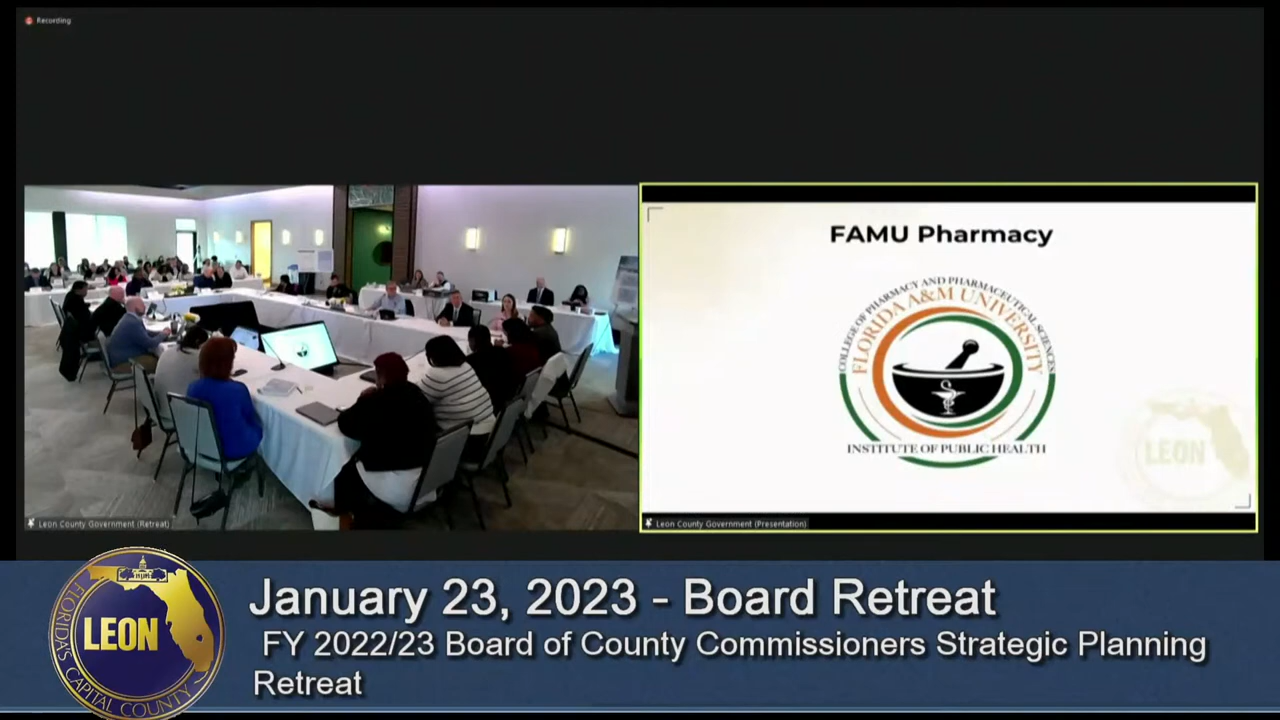 Recording
FAMU Pharmacy
COLLEGE OF PHARMACY AND PHARMACEUTICAL SCIENCES
FLORIDA A&M UNIVERSITY
INSTITUTE OF PUBLIC HEALTH
LEON
Leon County Government (Retreat)
Leon County Government (Presentation)
FLORIDA'S CAPITAL COUNTY
LEON
January 23, 2023 - Board Retreat
FY 2022/23 Board of County Commissioners Strategic Planning
Retreat